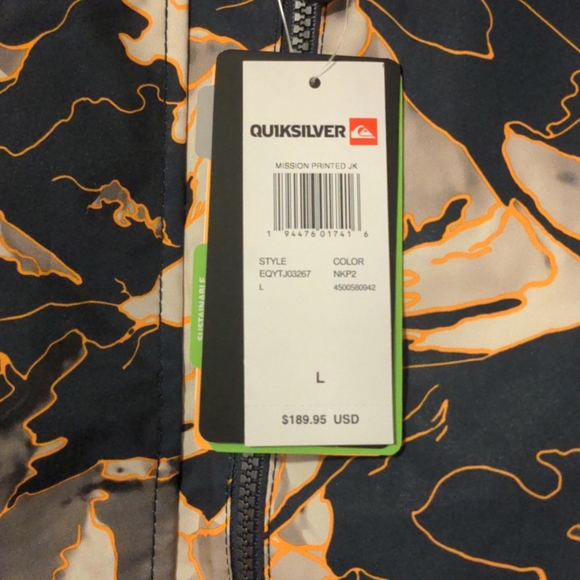 QUIKSILVER
MISSION PRINTED JK
1 94476 01741 6
STYLE COLOR
EQYTJ03267 NKP2
L 4500580942
L
$189.95 USD
SUSTAINABLE